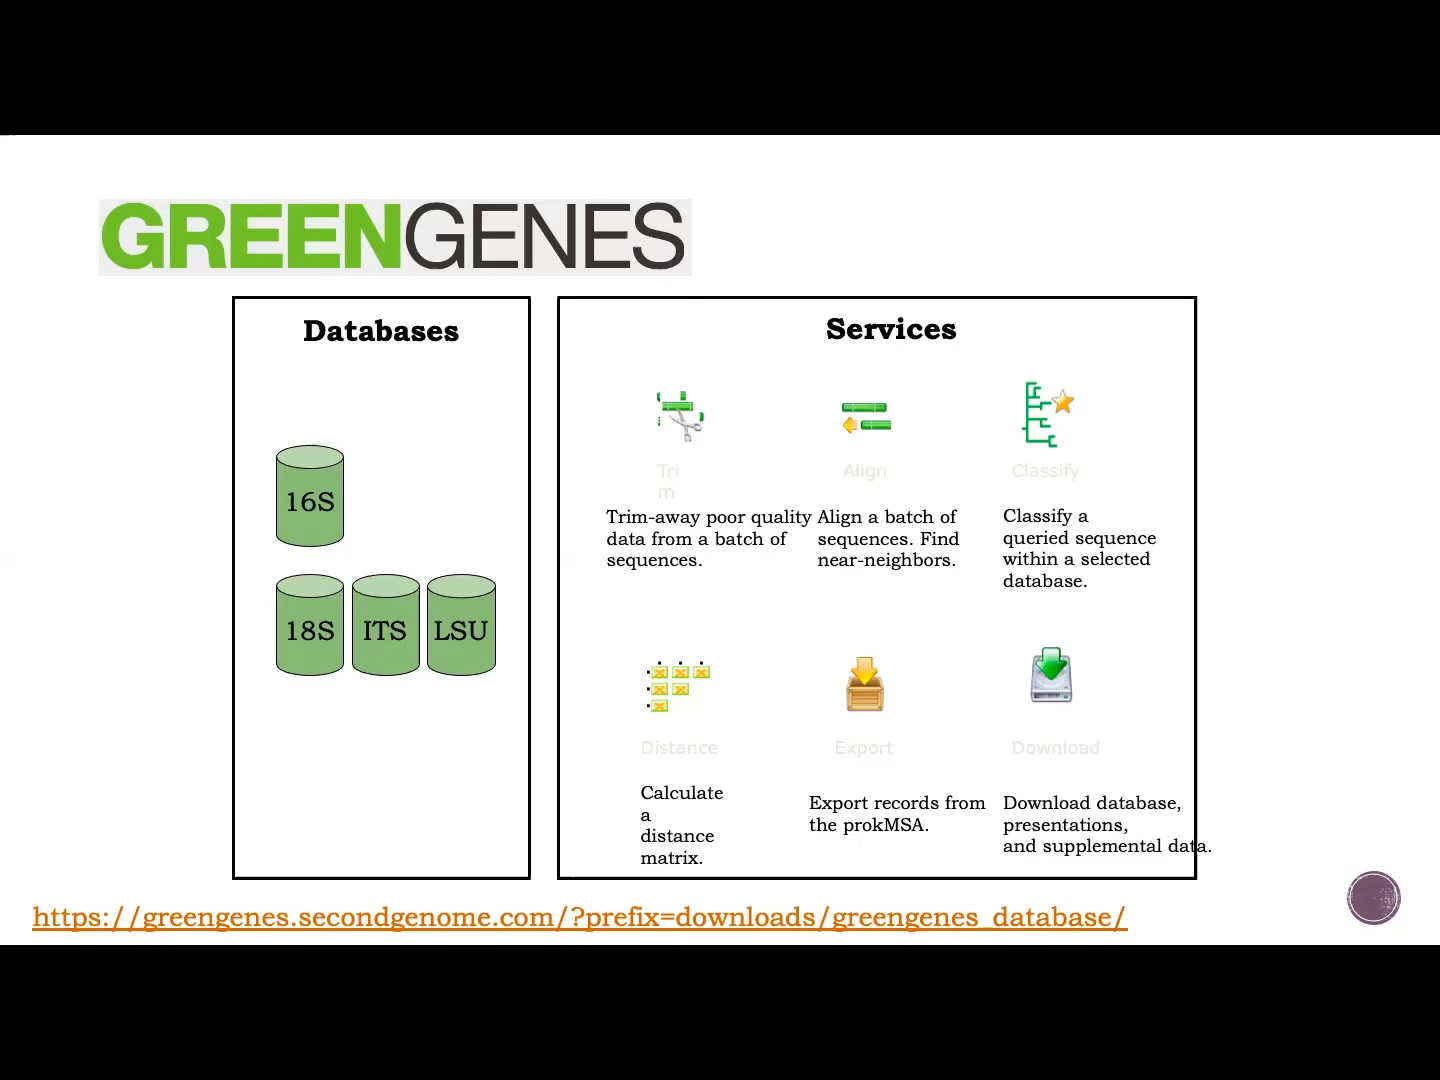 GREENGENES
Databases
16S
18S ITS LSU
Services
Tri
m
Trim-away poor quality
data from a batch of
sequences.
Align
Align a batch of
sequences. Find
near-neighbors.
Classify
Classify a
queried sequence
within a selected
database.
Distance
Calculate
a
distance
matrix.
Export
Export records from
the prokMSA.
Download
Download database,
presentations,
and supplemental data.
https://greengenes.secondgenome.com/?prefix=downloads/greengenes_database/